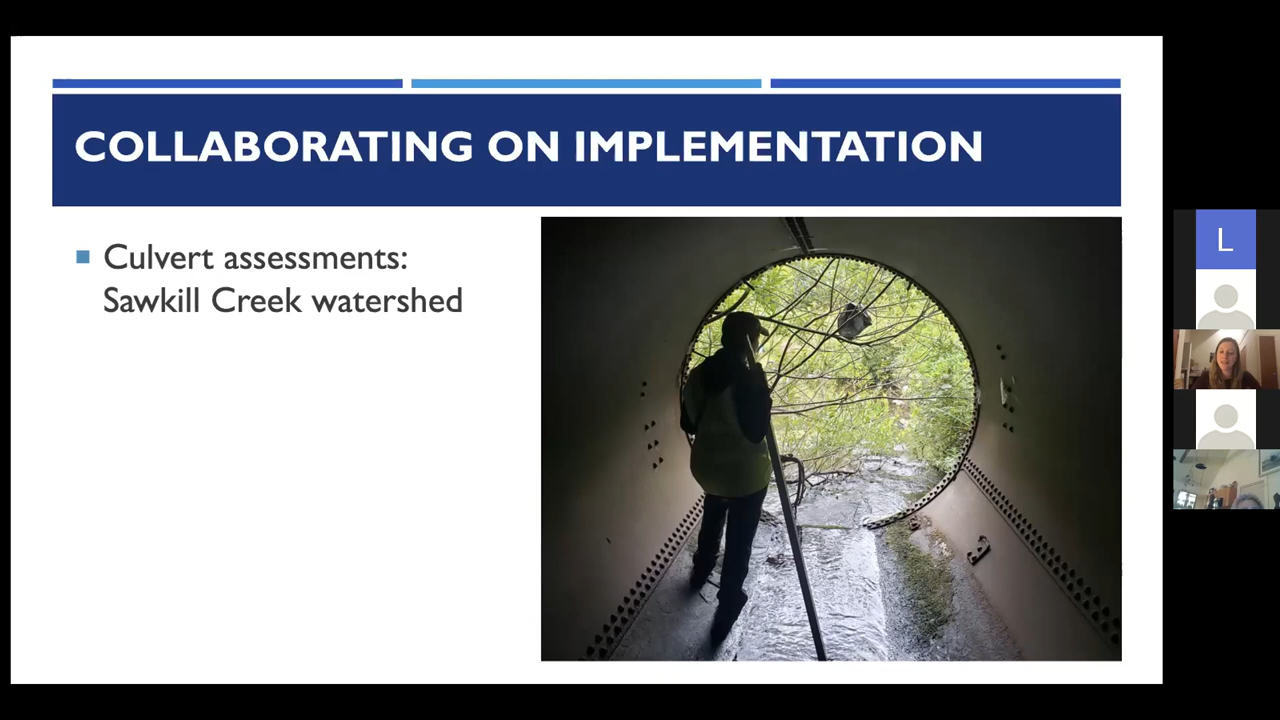 COLLABORATING ON IMPLEMENTATION
Culvert assessments:
Sawkill Creek watershed
L